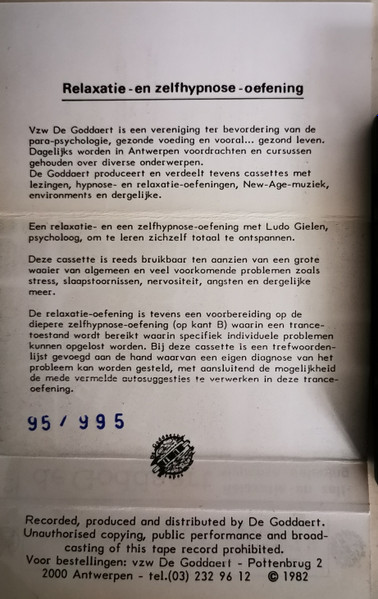 Relaxatie - en zelfhypnose - oefening
Vzw De Goddaert is een vereniging ter bevordering van de
para-psychologie, gezonde voeding en vooral... gezond leven.
Dagelijks worden in Antwerpen voordrachten en cursussen
gehouden over diverse onderwerpen.
De Goddaert produceert en verdeelt tevens cassettes met
lezingen, hypnose- en relaxatie-oefeningen, New-Age-muziek,
environments en dergelijke.
Een relaxatie- en een zelfhypnose-oefening met Ludo Gielen,
psycholoog, om te leren zichzelf totaal te ontspannen.
Deze cassette is reeds bruikbaar ten aanzien van een grote
waaier van algemeen en veel voorkomende problemen zoals
stress, slaapstoornissen, nervositeit, angsten en dergelijke
meer.
De relaxatie-oefening is tevens een voorbereiding op de
diepere zelfhypnose-oefening (op kant B) waarin een trance-
toestand wordt bereikt waarin specifiek individuele problemen
kunnen opgelost worden. Bij deze cassette is een trefwoorden-
lijst gevoegd aan de hand waarvan een eigen diagnose van het
probleem kan worden gesteld, met aansluitend de mogelijkheid
de mede vermelde autosuggesties te verwerken in deze trance-
oefening.
95 / 995
Recorded, produced and distributed by De Goddaert.
Unauthorised copying, public performance and broad-
casting of this tape record prohibited.
Voor bestellingen: vzw De Goddaert - Pottenbrug 2
2000 Antwerpen - tel.(03) 232 96 12 © 1982